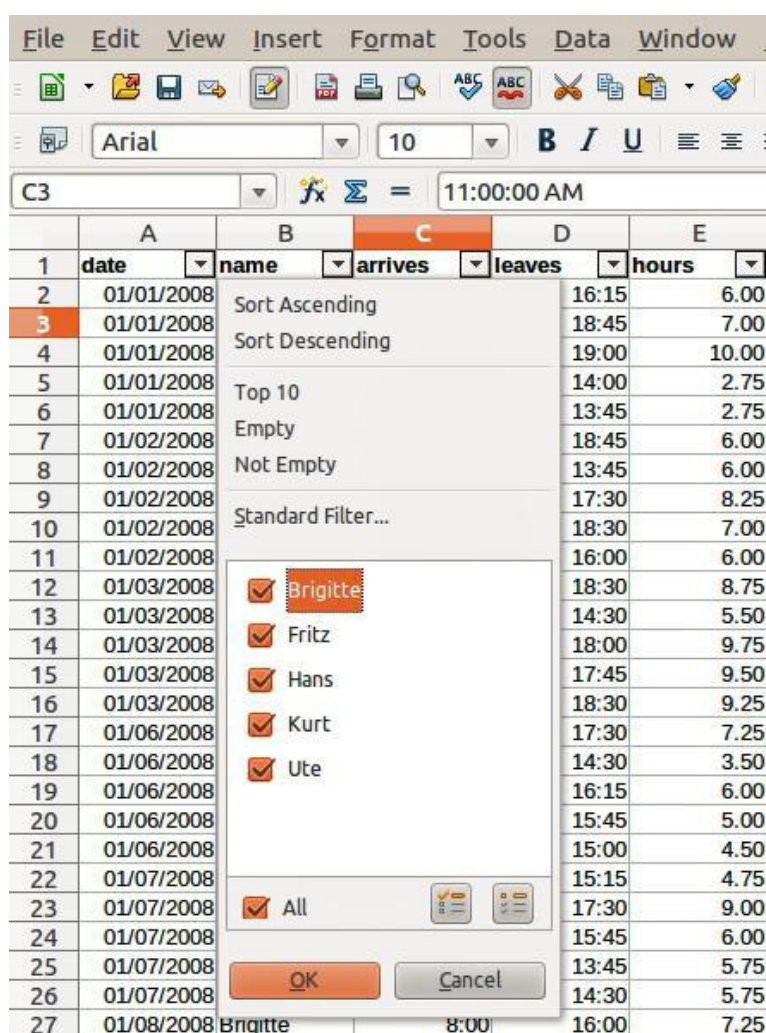 File Edit View Insert Format Tools Data Window
PDF ABC ABC
Arial 10 B I U
C3 fx Σ = 11:00:00 AM
A B C D E
1 date name arrives leaves hours
2 01/01/2008 16:15 6.00
Sort Ascending
3 01/01/2008 18:45 7.00
Sort Descending
4 01/01/2008 19:00 10.00
5 01/01/2008 14:00 2.75
Top 10
6 01/01/2008 13:45 2.75
Empty
7 01/02/2008 18:45 6.00
Not Empty
8 01/02/2008 13:45 6.00
9 01/02/2008 17:30 8.25
Standard Filter...
10 01/02/2008 18:30 7.00
11 01/02/2008 16:00 6.00
12 01/03/2008 18:30 8.75
Brigitte
13 01/03/2008 14:30 5.50
Fritz
14 01/03/2008 18:00 9.75
15 01/03/2008 17:45 9.50
Hans
16 01/03/2008 18:30 9.25
Kurt
17 01/06/2008 17:30 7.25
18 01/06/2008 14:30 3.50
Ute
19 01/06/2008 16:15 6.00
20 01/06/2008 15:45 5.00
21 01/06/2008 15:00 4.50
22 01/07/2008 15:15 4.75
23 01/07/2008 17:30 9.00
All
24 01/07/2008 15:45 6.00
25 01/07/2008 13:45 5.75
OK Cancel
26 01/07/2008 14:30 5.75
27 01/08/2008 Brigitte 8:00 16:00 7.25